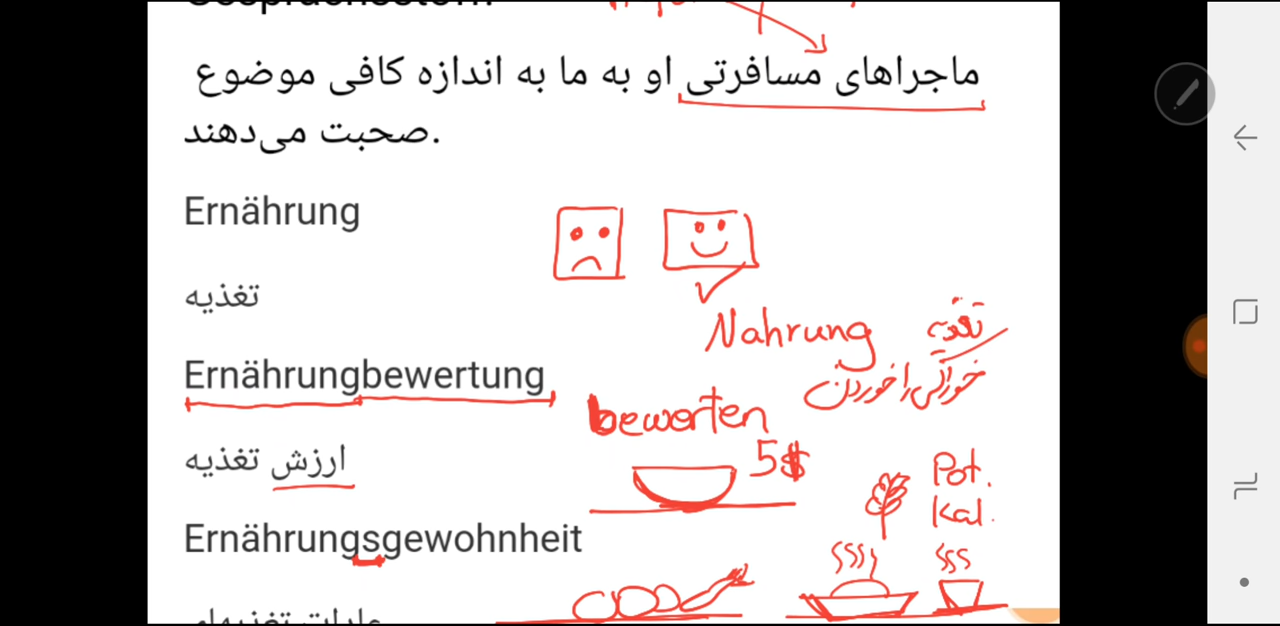 ماجراهای مسافرتی او به ما به اندازه کافی موضوع
صحبت می‌دهند.
Ernährung
تغذیه
Nahrung تغذیه
Ernährungbewertung
خوراکی را خوردن
bewerten
5$
ارزش تغذیه
Pot.
Kal.
Ernährungsgewohnheit